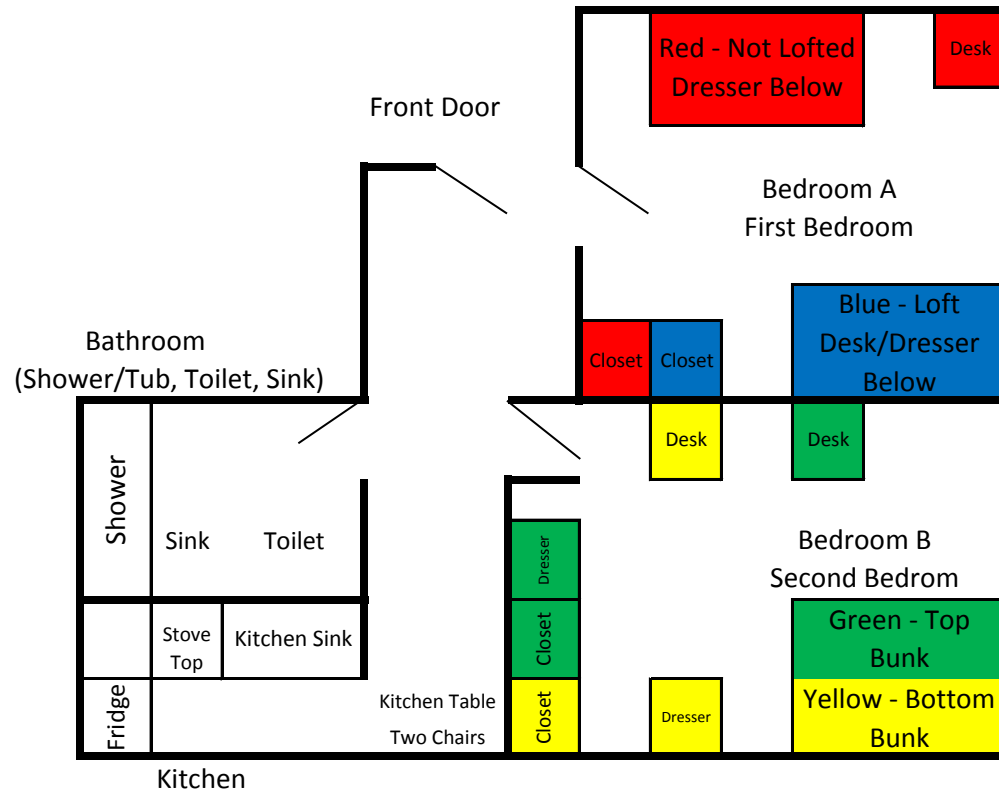 Red - Not Lofted
Dresser Below
Desk
Front Door
Bedroom A
First Bedroom
Blue - Loft
Desk/Dresser
Below
Closet
Closet
Bathroom
(Shower/Tub, Toilet, Sink)
Desk
Desk
Shower
Sink
Toilet
Dresser
Bedroom B
Second Bedrom
Green - Top
Bunk
Closet
Stove
Top
Kitchen Sink
Fridge
Kitchen Table
Two Chairs
Closet
Dresser
Yellow - Bottom
Bunk
Kitchen